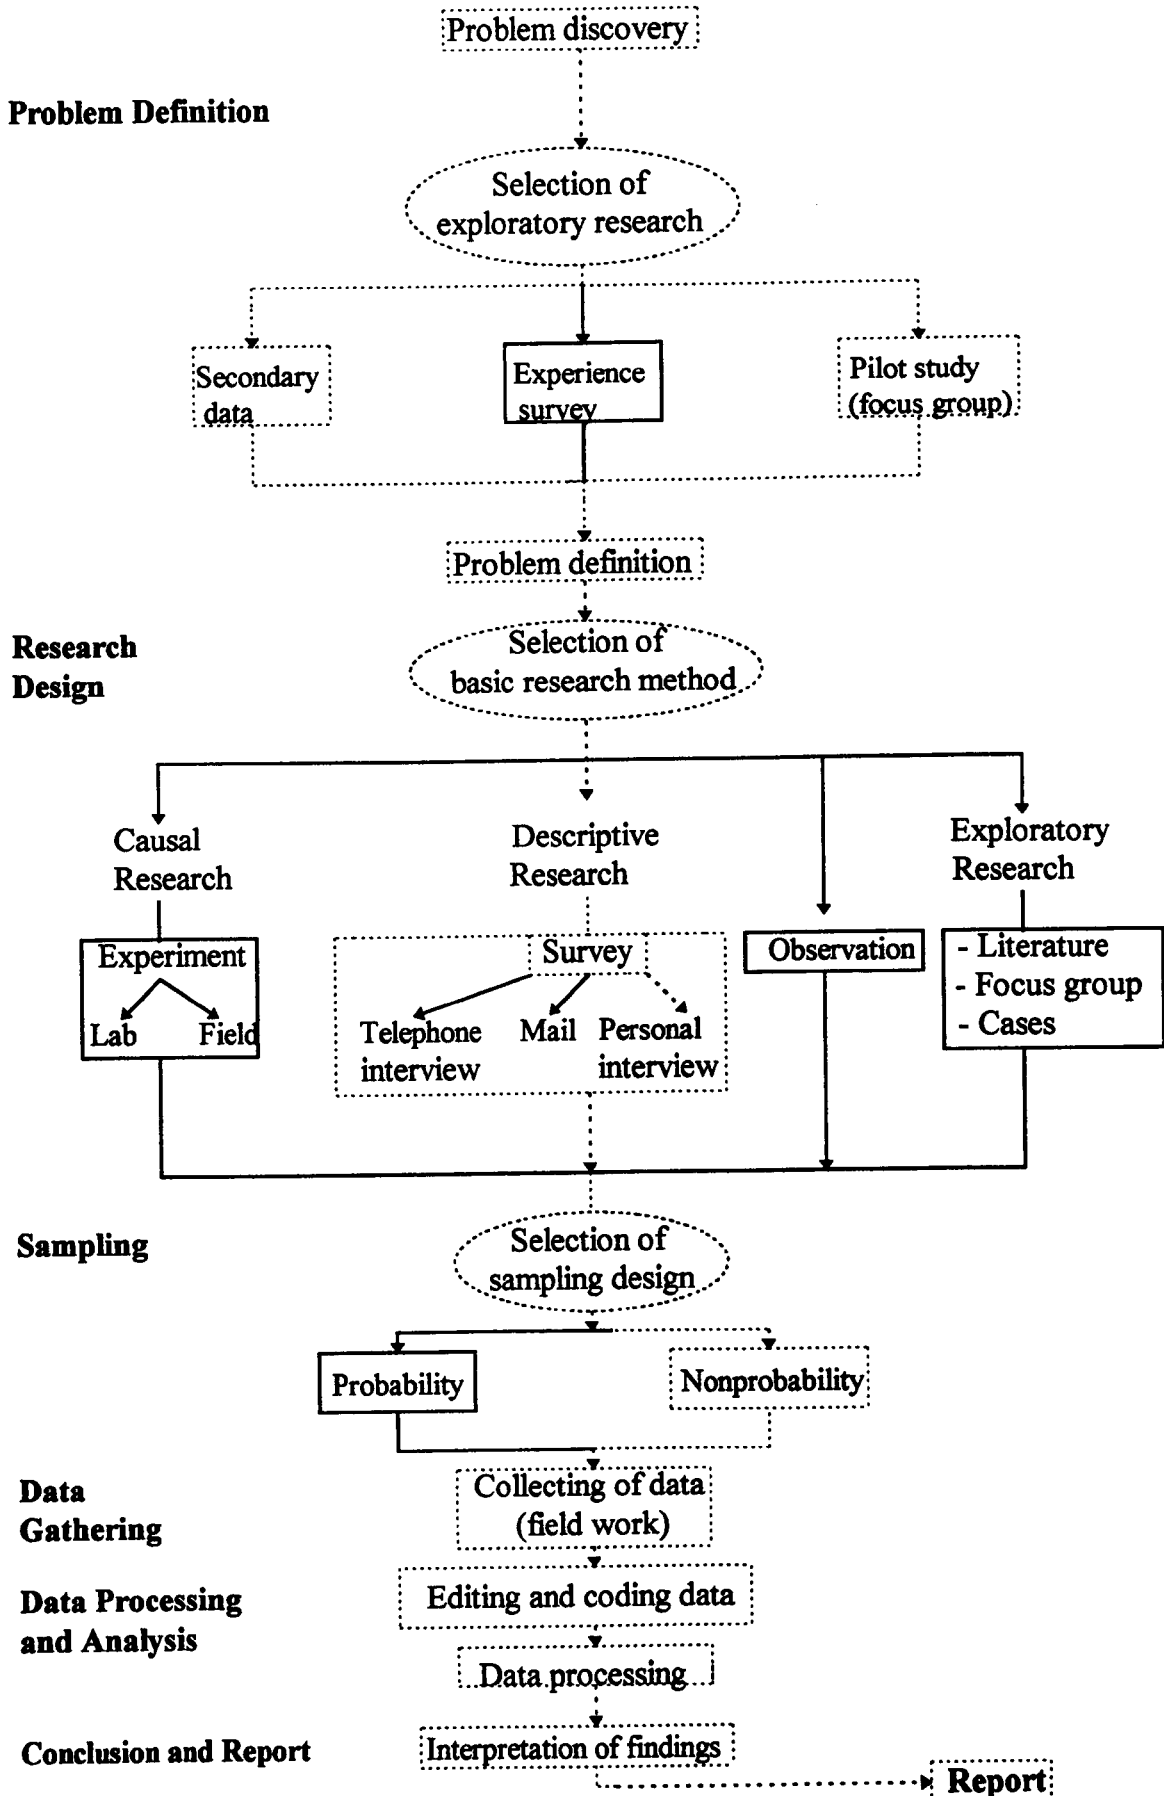 Problem discovery
Problem Definition
Selection of
exploratory research
Secondary
data
Experience
survey
Pilot study
(focus group)
Problem definition
Research
Design
Selection of
basic research method
Causal
Research
Descriptive
Research
Exploratory
Research
Experiment
Lab
Field
Survey
Telephone
interview
Mail
Personal
interview
Observation
- Literature
- Focus group
- Cases
Sampling
Selection of
sampling design
Probability
Nonprobability
Data
Gathering
Collecting of data
(field work)
Data Processing
and Analysis
Editing and coding data
Data processing
Conclusion and Report
Interpretation of findings
Report